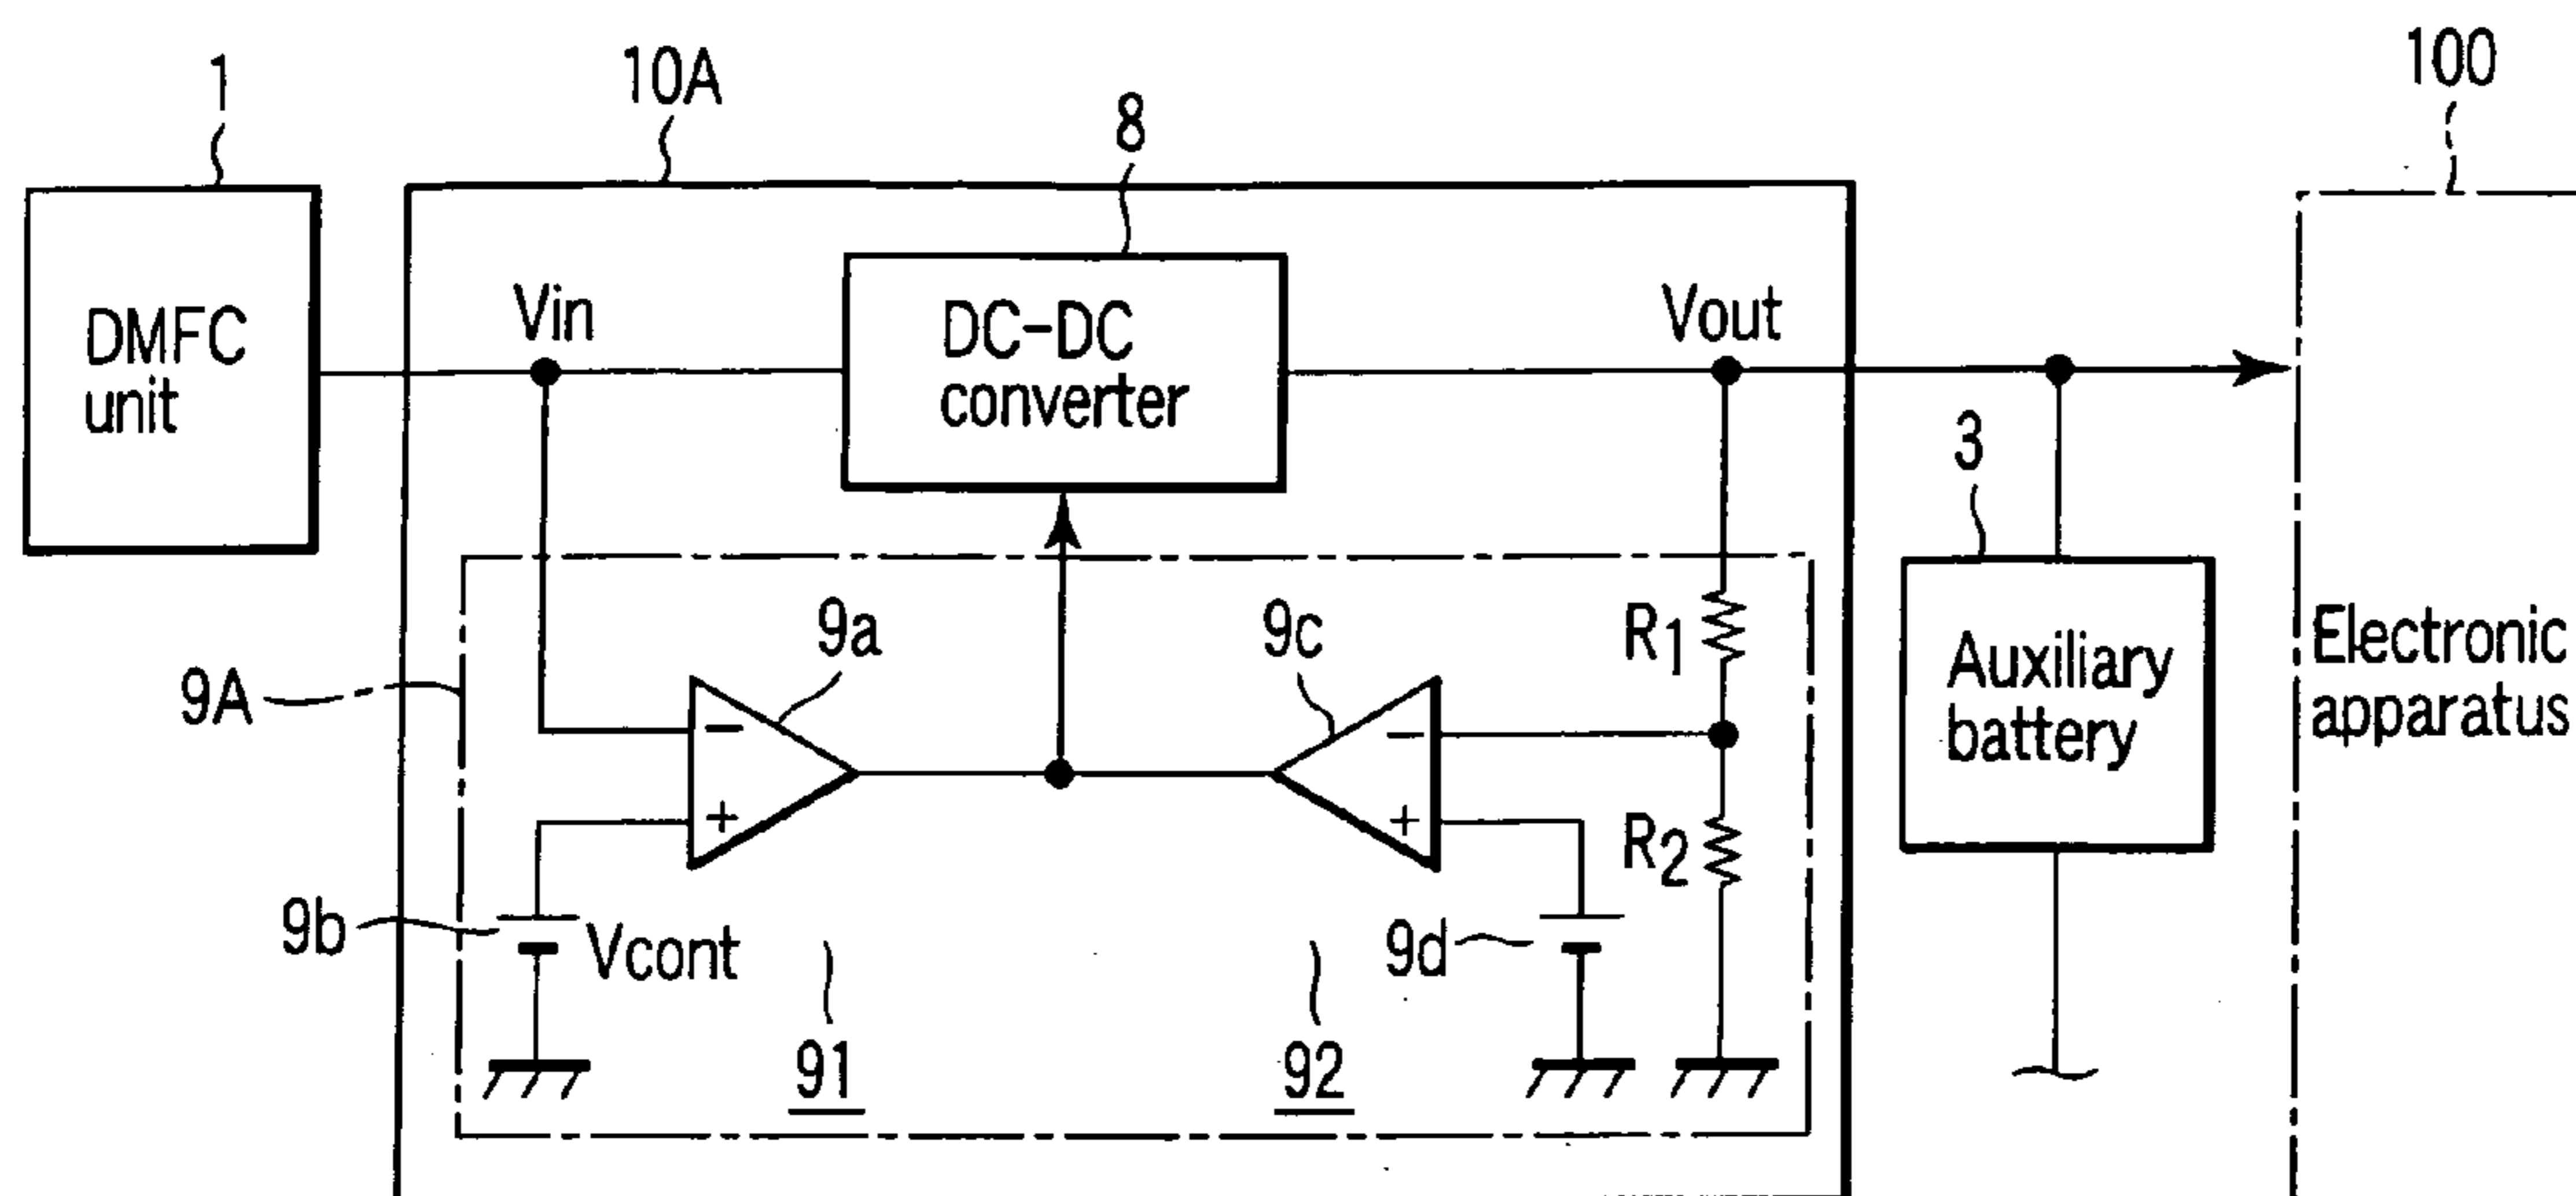 1
10A
8
100
DMFC
unit
Vin
DC-DC
converter
Vout
3
9A
9a
9c
R1
Auxiliary
battery
Electronic
apparatus
−
+
−
+
R2
9b
Vcont
9d
91
92